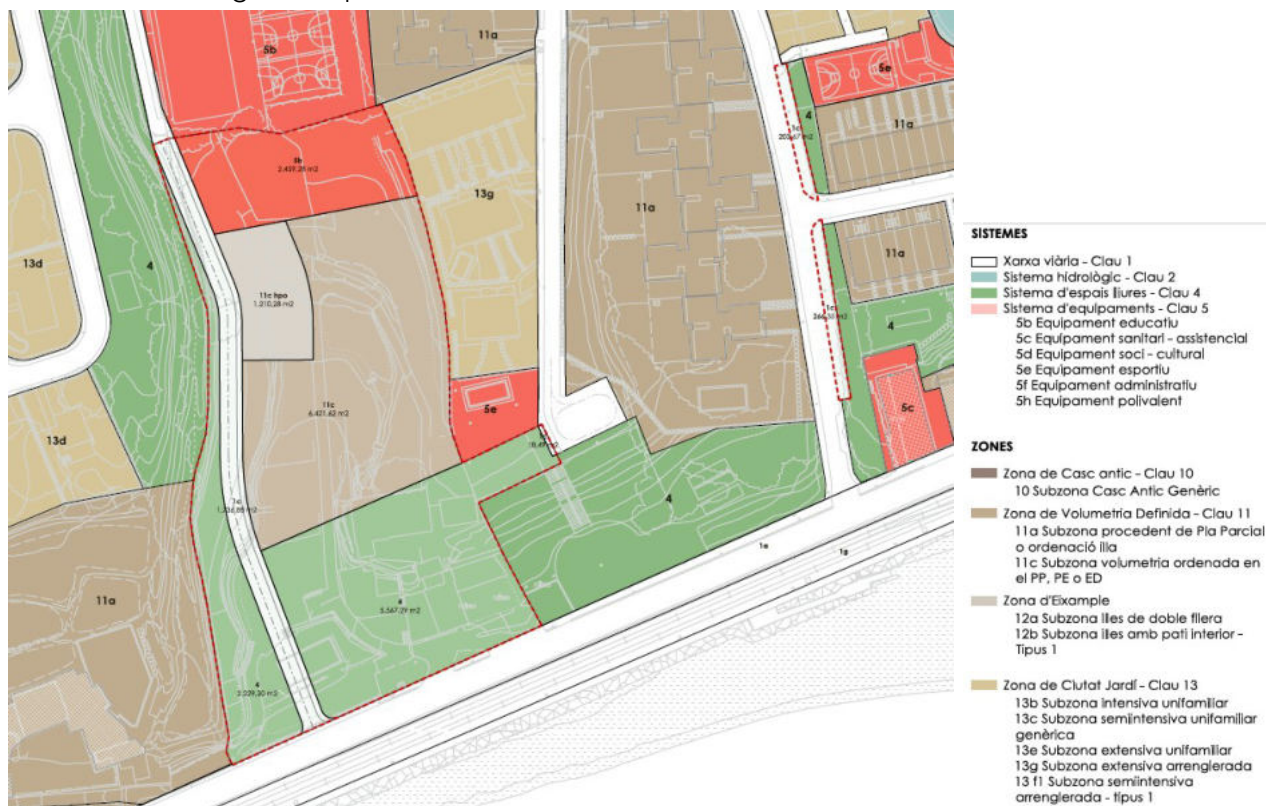 11a
5b
5e
4
11a
5b
2.459,28 m2
13g
11a
13d
4
11c hpo
1.210,28 m2
11a
4
5c
11c
6.421,62 m2
5e
13d
4
11a
1e
1g
5.567,29 m2
4
SISTEMES
Xarxa viària - Clau 1
Sistema hidrològic - Clau 2
Sistema d'espais lliures - Clau 4
Sistema d'equipaments - Clau 5
5b Equipament educatiu
5c Equipament sanitari - assistencial
5d Equipament soci - cultural
5e Equipament esportiu
5f Equipament administratiu
5h Equipament polivalent
ZONES
Zona de Casc antic - Clau 10
10 Subzona Casc Antic Genèric
Zona de Volumetria Definida - Clau 11
11a Subzona procedent de Pla Parcial
o ordenació illa
11c Subzona volumetria ordenada en
el PP, PE o ED
Zona d'Eixample
12a Subzona illes de doble filera
12b Subzona illes amb pati interior -
Tipus 1
Zona de Ciutat Jardí - Clau 13
13b Subzona intensiva unifamiliar
13c Subzona semiintensiva unifamiliar
genèrica
13e Subzona extensiva unifamiliar
13g Subzona extensiva arrenglerada
13 f1 Subzona semiintensiva
arrenglerada - tipus 1